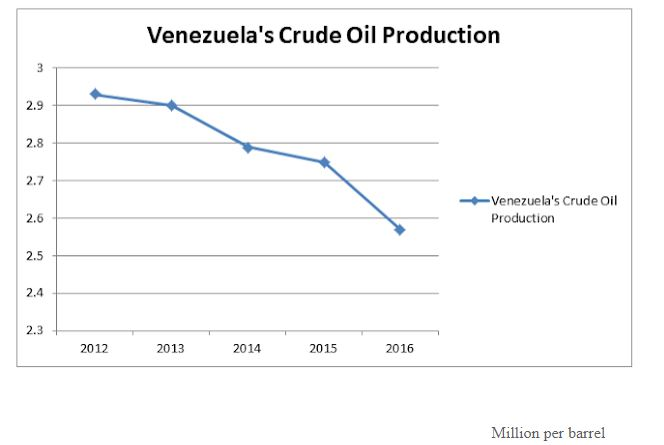 Venezuela's Crude Oil Production
3
2.9
2.8
2.7
2.6
2.5
2.4
2.3
2012 2013 2014 2015 2016
Venezuela's Crude Oil
Production
Million per barrel